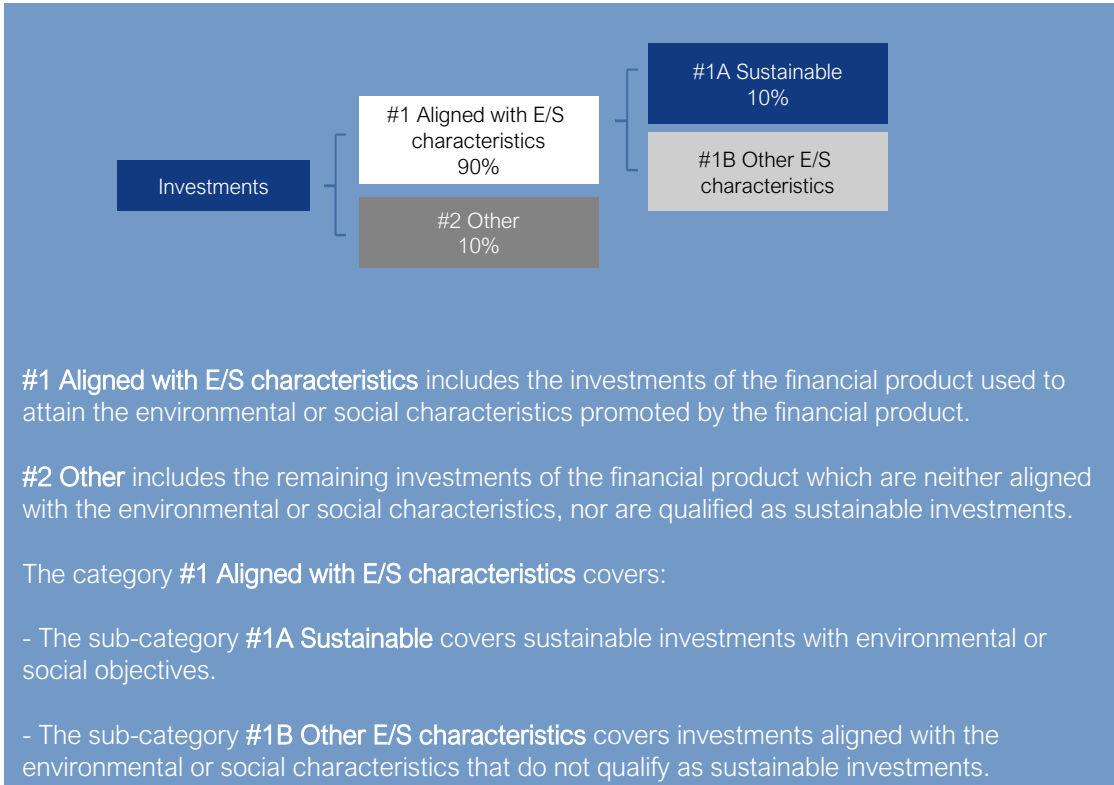 Investments
#1 Aligned with E/S
characteristics
90%
#2 Other
10%
#1A Sustainable
10%
#1B Other E/S
characteristics
#1 Aligned with E/S characteristics includes the investments of the financial product used to
attain the environmental or social characteristics promoted by the financial product.
#2 Other includes the remaining investments of the financial product which are neither aligned
with the environmental or social characteristics, nor are qualified as sustainable investments.
The category #1 Aligned with E/S characteristics covers:
- The sub-category #1A Sustainable covers sustainable investments with environmental or
social objectives.
- The sub-category #1B Other E/S characteristics covers investments aligned with the
environmental or social characteristics that do not qualify as sustainable investments.